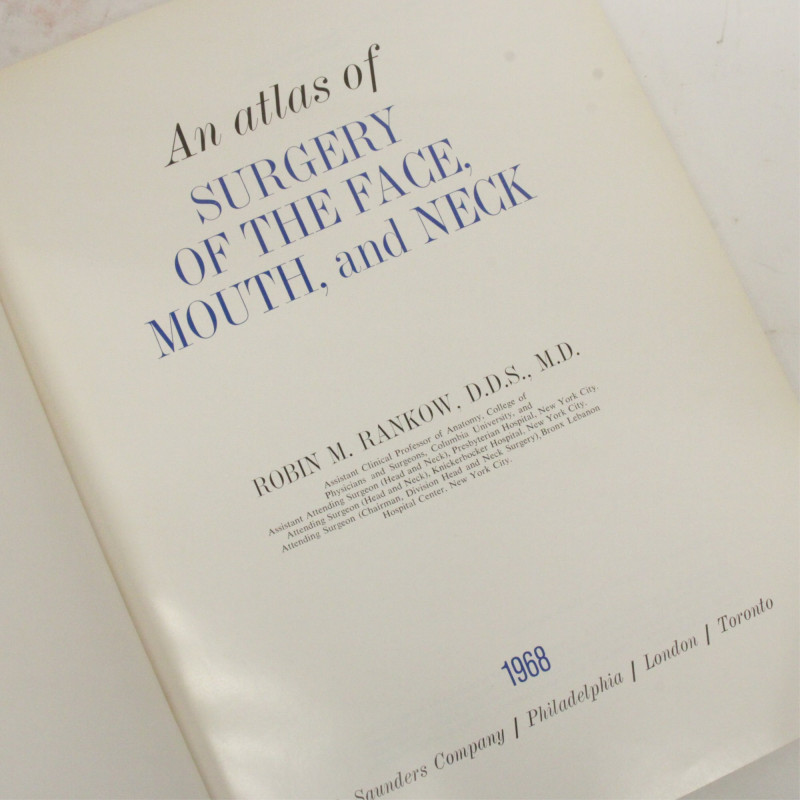 An atlas of
SURGERY
OF THE FACE,
MOUTH, and NECK
ROBIN M. RANKOW, D.D.S., M.D.
Assistant Clinical Professor of Anatomy, College of
Physicians and Surgeons, Columbia University, and
Assistant Attending Surgeon (Head and Neck), Presbyterian Hospital, New York City.
Attending Surgeon (Head and Neck), Knickerbocker Hospital, New York City.
Attending Surgeon (Chairman, Division Head and Neck Surgery), Bronx Lebanon
Hospital Center, New York City.
1968
Saunders Company / Philadelphia / London / Toronto